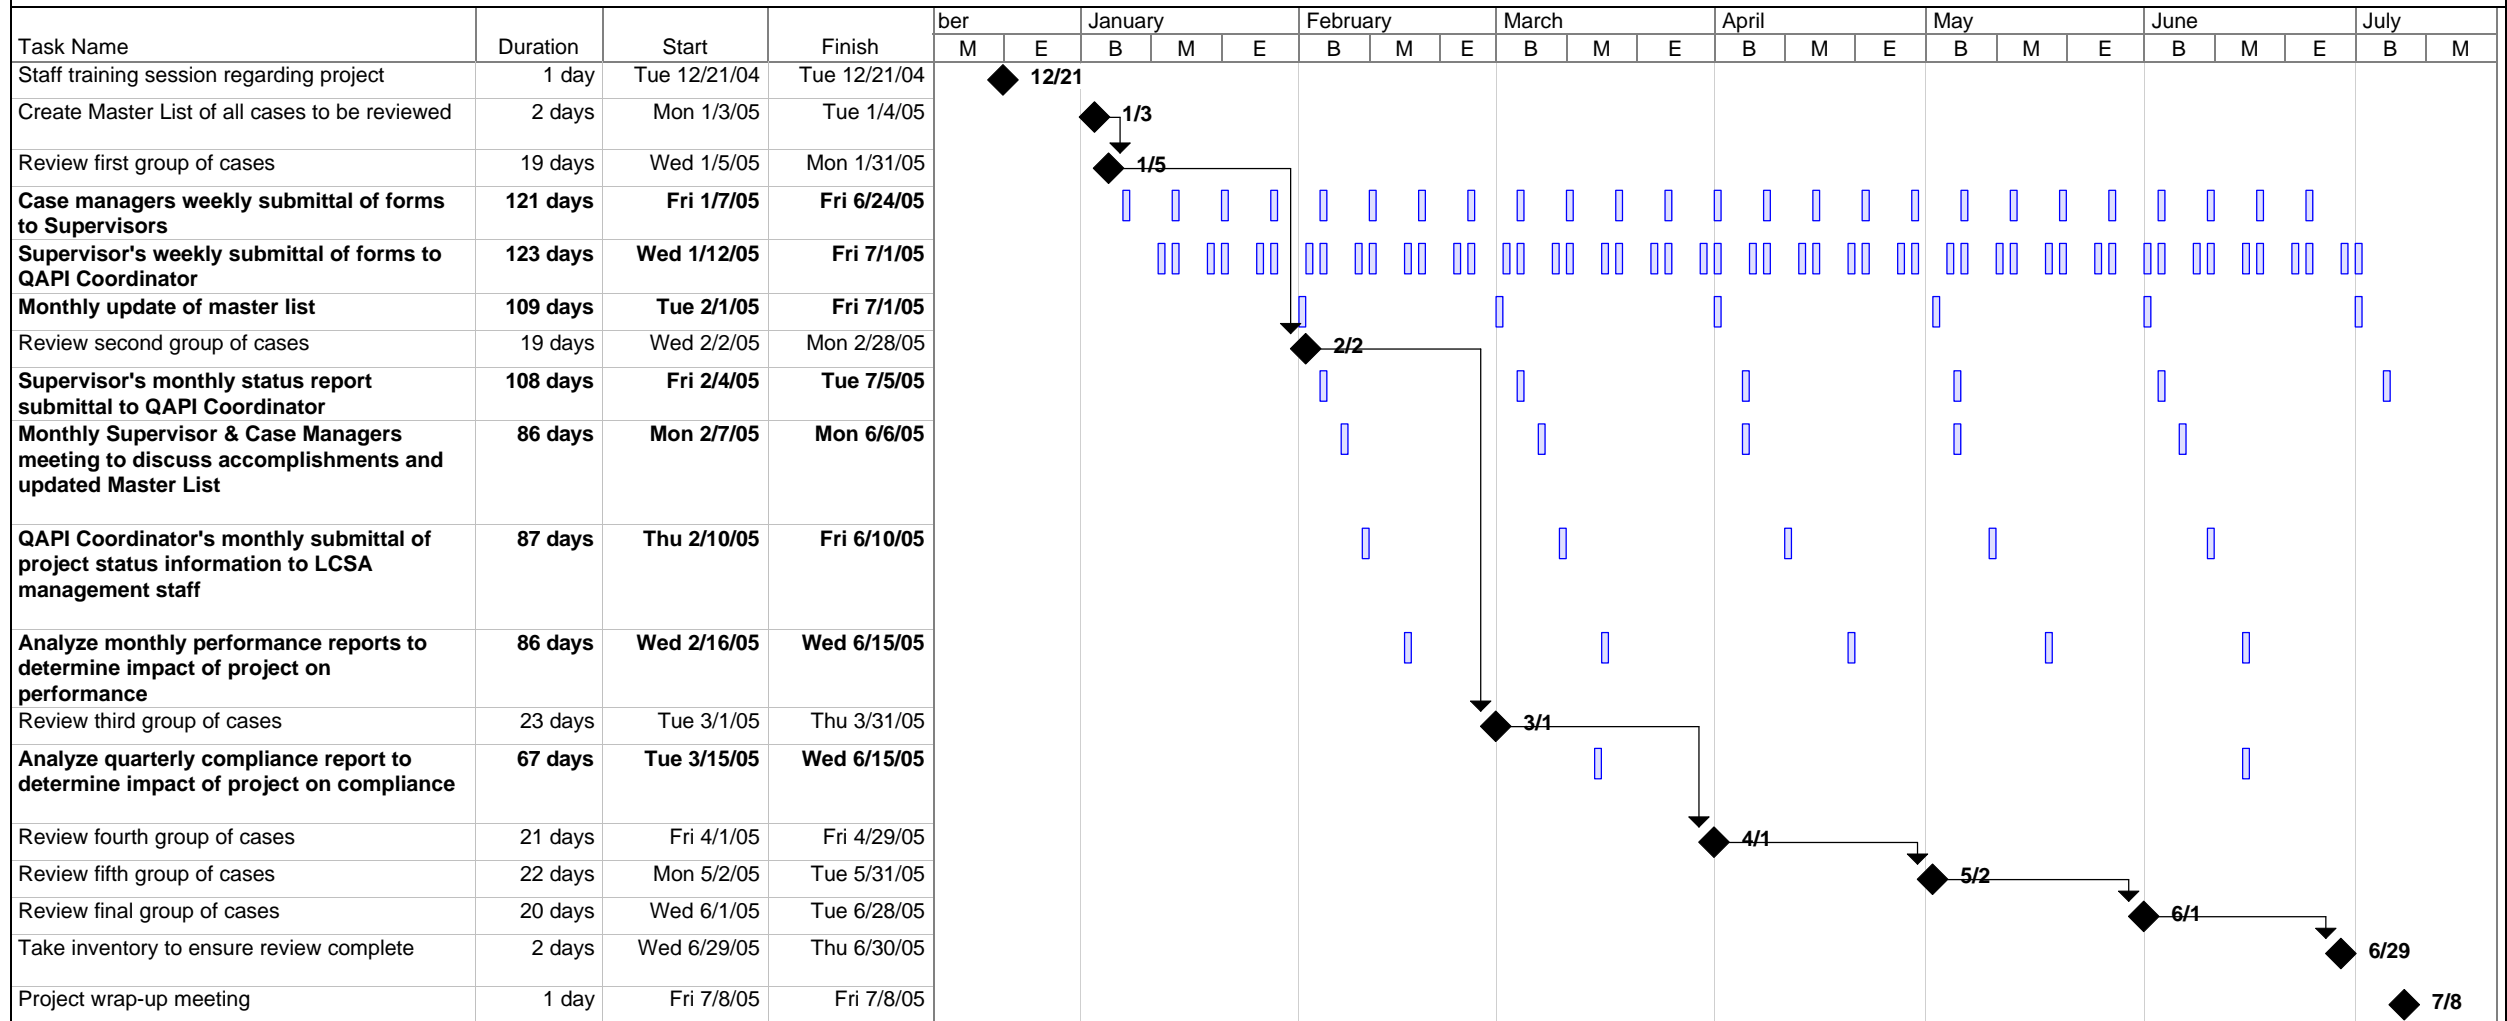 ber January February March April May June July
Task Name Duration Start Finish M E B M E B M E B M E B M E B M E B M E B M
Staff training session regarding project 1 day Tue 12/21/04 Tue 12/21/04 12/21
Create Master List of all cases to be reviewed 2 days Mon 1/3/05 Tue 1/4/05 1/3
Review first group of cases 19 days Wed 1/5/05 Mon 1/31/05 1/5
Case managers weekly submittal of forms 121 days Fri 1/7/05 Fri 6/24/05
to Supervisors
Supervisor's weekly submittal of forms to 123 days Wed 1/12/05 Fri 7/1/05
QAPI Coordinator
Monthly update of master list 109 days Tue 2/1/05 Fri 7/1/05
Review second group of cases 19 days Wed 2/2/05 Mon 2/28/05 2/2
Supervisor's monthly status report 108 days Fri 2/4/05 Tue 7/5/05
submittal to QAPI Coordinator
Monthly Supervisor & Case Managers 86 days Mon 2/7/05 Mon 6/6/05
meeting to discuss accomplishments and
updated Master List
QAPI Coordinator's monthly submittal of 87 days Thu 2/10/05 Fri 6/10/05
project status information to LCSA
management staff
Analyze monthly performance reports to 86 days Wed 2/16/05 Wed 6/15/05
determine impact of project on
performance
Review third group of cases 23 days Tue 3/1/05 Thu 3/31/05 3/1
Analyze quarterly compliance report to 67 days Tue 3/15/05 Wed 6/15/05
determine impact of project on compliance
Review fourth group of cases 21 days Fri 4/1/05 Fri 4/29/05 4/1
Review fifth group of cases 22 days Mon 5/2/05 Tue 5/31/05 5/2
Review final group of cases 20 days Wed 6/1/05 Tue 6/28/05 6/1
Take inventory to ensure review complete 2 days Wed 6/29/05 Thu 6/30/05 6/29
Project wrap-up meeting 1 day Fri 7/8/05 Fri 7/8/05 7/8